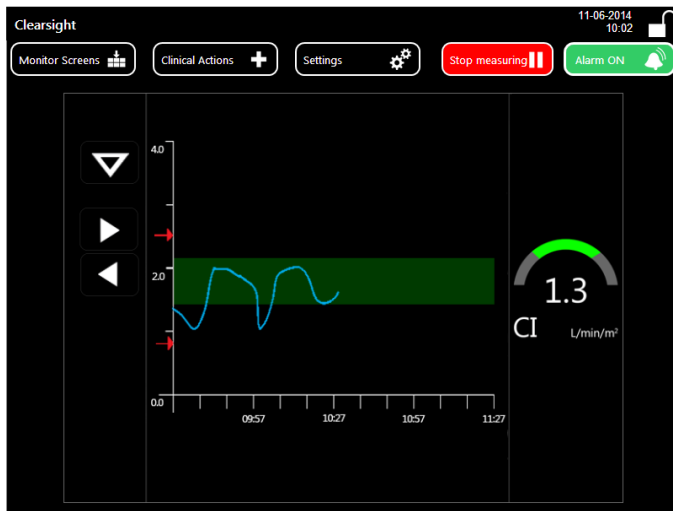 Clearsight
11-06-2014
10:02
Monitor Screens
Clinical Actions
Settings
Stop measuring
Alarm ON
4.0
2.0
0.0
09:57
10:27
10:57
11:27
1.3
CI
L/min/m²